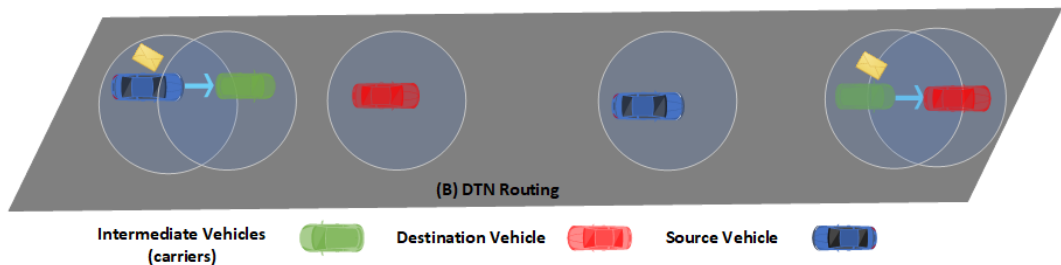 (B) DTN Routing
Intermediate Vehicles Destination Vehicle Source Vehicle
(carriers)